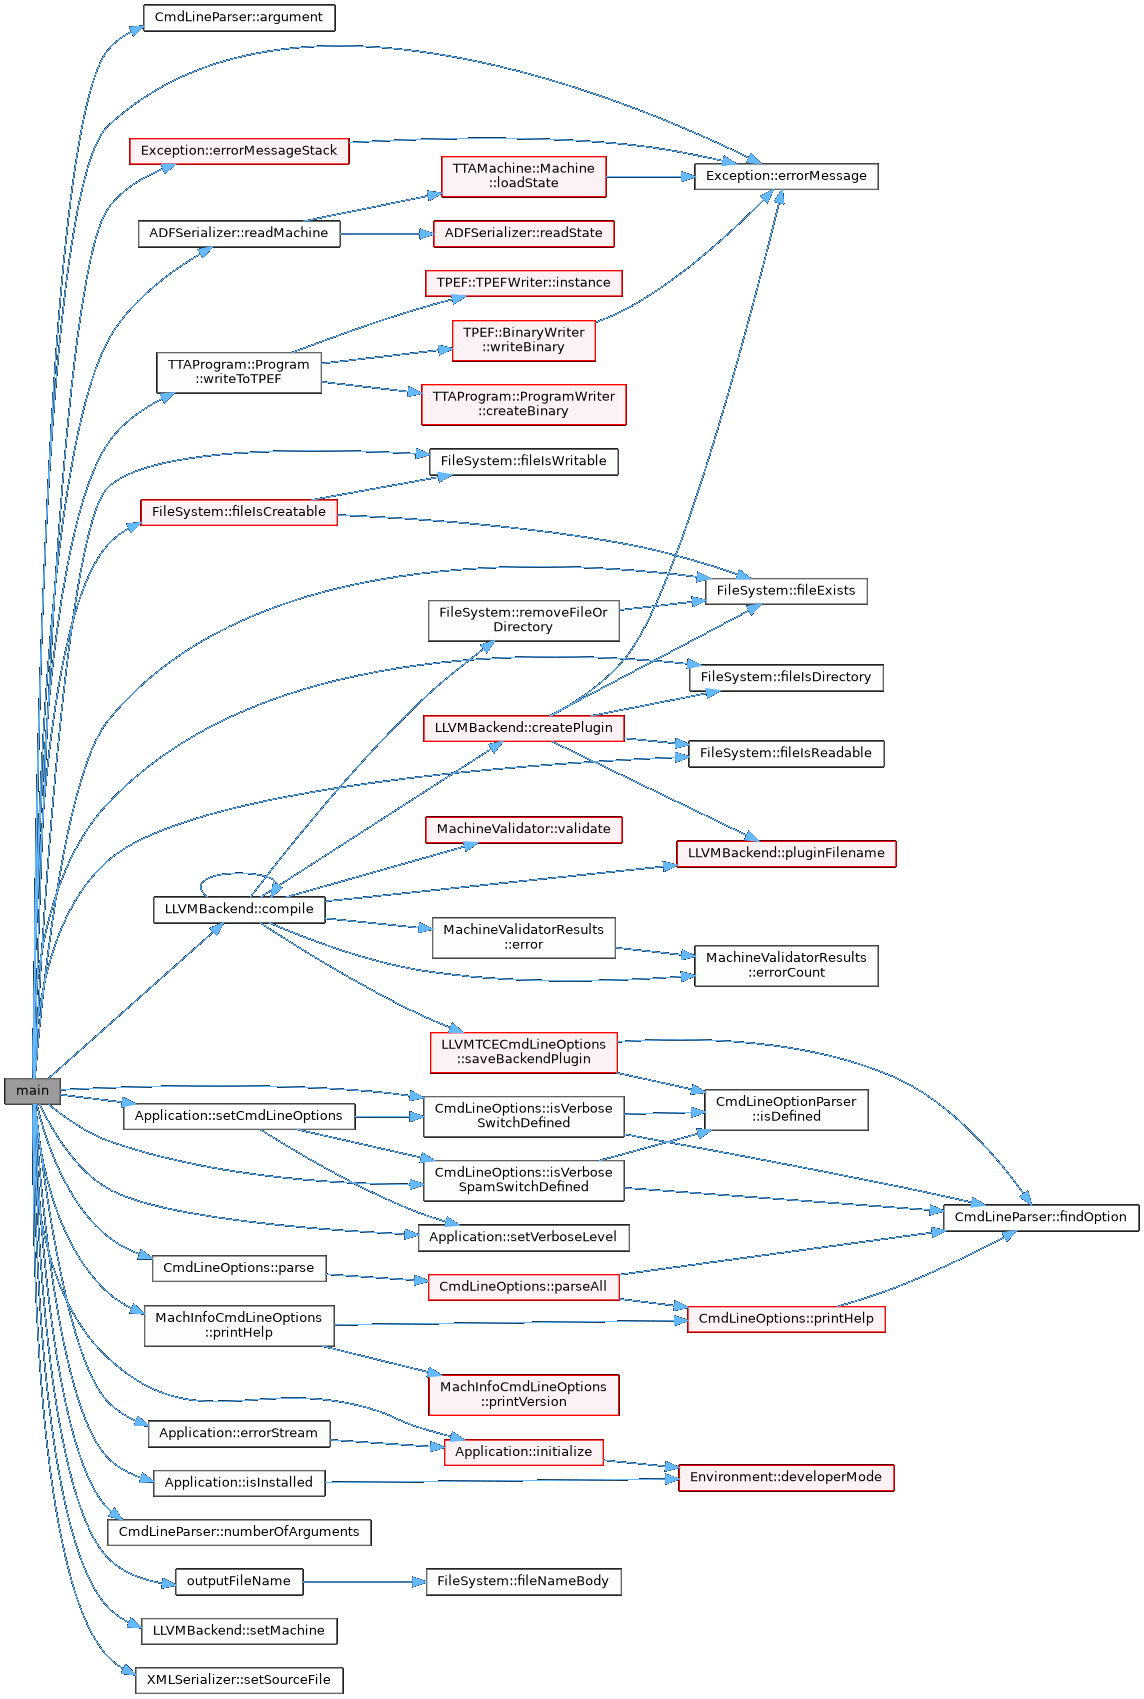 CmdLineParser::argument
Exception::errorMessageStack
TTAMachine::Machine
::loadState
Exception::errorMessage
ADFSerializer::readMachine
ADFSerializer::readState
TPEF::TPEFWriter::instance
TPEF::BinaryWriter
::writeBinary
TTAProgram::Program
::writeToTPEF
TTAProgram::ProgramWriter
::createBinary
FileSystem::fileIsWritable
FileSystem::fileIsCreatable
FileSystem::fileExists
FileSystem::removeFileOr
Directory
FileSystem::fileIsDirectory
LLVMBackend::createPlugin
FileSystem::fileIsReadable
MachineValidator::validate
LLVMBackend::pluginFilename
LLVMBackend::compile
MachineValidatorResults
::error
MachineValidatorResults
::errorCount
LLVMTCECmdLineOptions
::saveBackendPlugin
main
Application::setCmdLineOptions
CmdLineOptions::isVerbose
SwitchDefined
CmdLineOptionParser
::isDefined
CmdLineOptions::isVerbose
SpamSwitchDefined
CmdLineParser::findOption
Application::setVerboseLevel
CmdLineOptions::parse
CmdLineOptions::parseAll
MachInfoCmdLineOptions
::printHelp
CmdLineOptions::printHelp
MachInfoCmdLineOptions
::printVersion
Application::errorStream
Application::initialize
Application::isInstalled
Environment::developerMode
CmdLineParser::numberOfArguments
outputFileName
FileSystem::fileNameBody
LLVMBackend::setMachine
XMLSerializer::setSourceFile